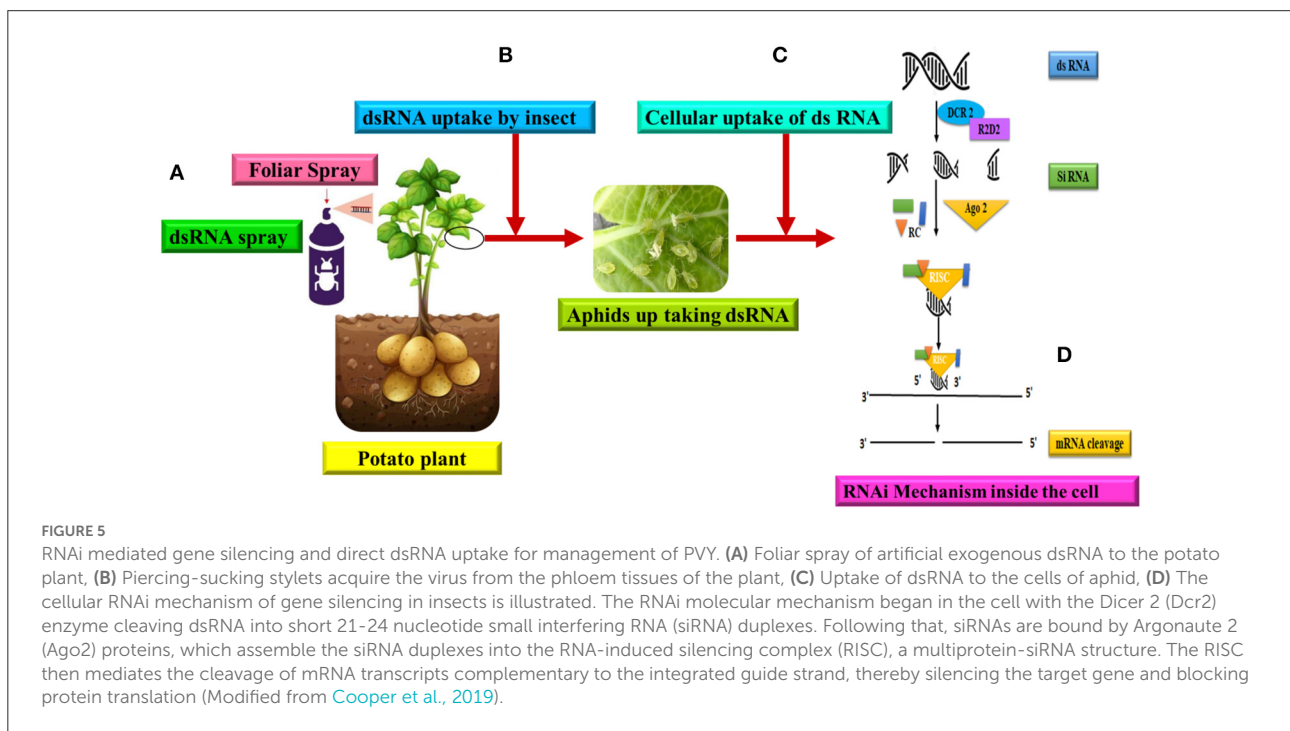 A
B
C
D
Foliar Spray
dsRNA spray
dsRNA uptake by insect
Cellular uptake of ds RNA
Aphids up taking dsRNA
Potato plant
ds RNA
DCR 2
R2D2
Si RNA
Ago 2
RC
RISC
RISC
5' 3'
3' 5'
3' 5'
mRNA cleavage
RNAi Mechanism inside the cell
FIGURE 5
RNAi mediated gene silencing and direct dsRNA uptake for management of PVY. (A) Foliar spray of artificial exogenous dsRNA to the potato
plant, (B) Piercing-sucking stylets acquire the virus from the phloem tissues of the plant, (C) Uptake of dsRNA to the cells of aphid, (D) The
cellular RNAi mechanism of gene silencing in insects is illustrated. The RNAi molecular mechanism began in the cell with the Dicer 2 (Dcr2)
enzyme cleaving dsRNA into short 21-24 nucleotide small interfering RNA (siRNA) duplexes. Following that, siRNAs are bound by Argonaute 2
(Ago2) proteins, which assemble the siRNA duplexes into the RNA-induced silencing complex (RISC), a multiprotein-siRNA structure. The RISC
then mediates the cleavage of mRNA transcripts complementary to the integrated guide strand, thereby silencing the target gene and blocking
protein translation (Modified from Cooper et al., 2019).